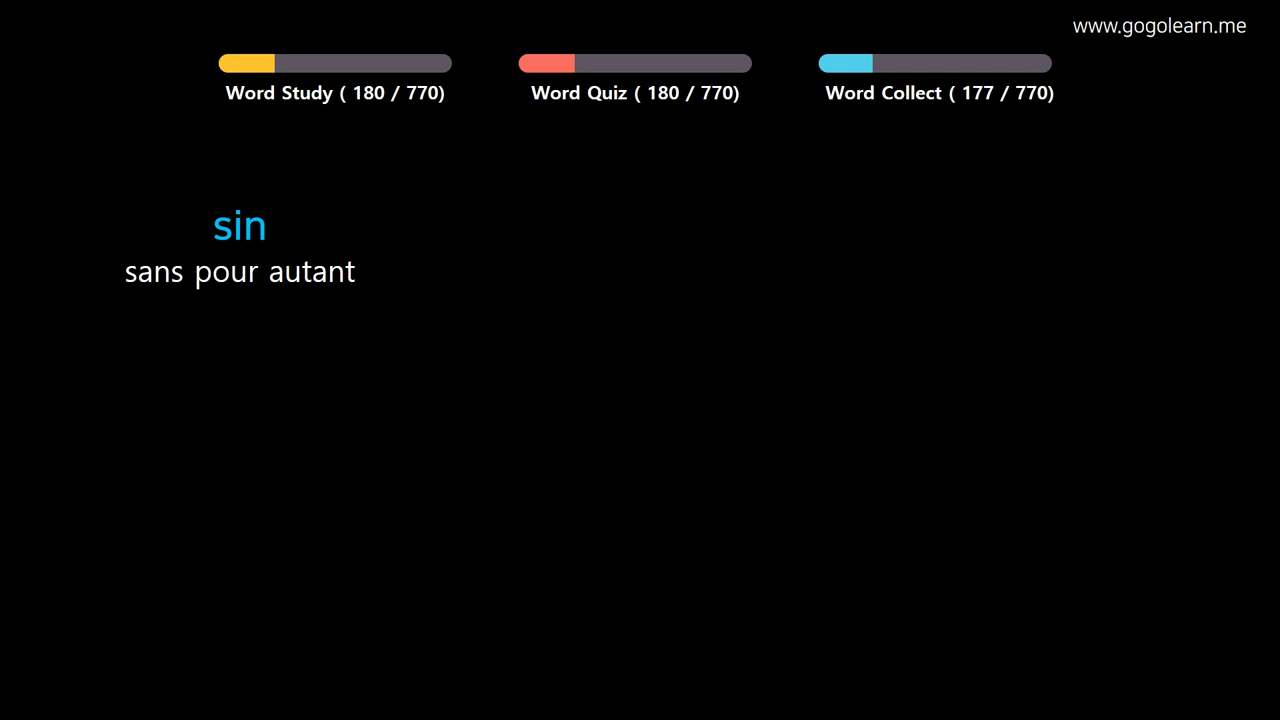 www.gogolearn.me
Word Study ( 180 / 770)
Word Quiz ( 180 / 770)
Word Collect ( 177 / 770)
sin
sans pour autant